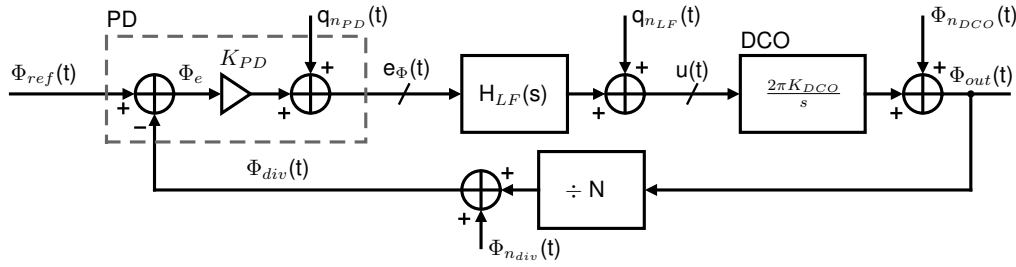 PD
q_{n_{PD}}(t)
q_{n_{LF}}(t)
Φ_{n_{DCO}}(t)
K_{PD}
DCO
Φ_{ref}(t)
Φ_e
e_Φ(t)
u(t)
Φ_{out}(t)
+
+
+
+
+
H_{LF}(s)
2πK_{DCO}
s
+
+
+
−
Φ_{div}(t)
+
÷ N
+
Φ_{n_{div}}(t)